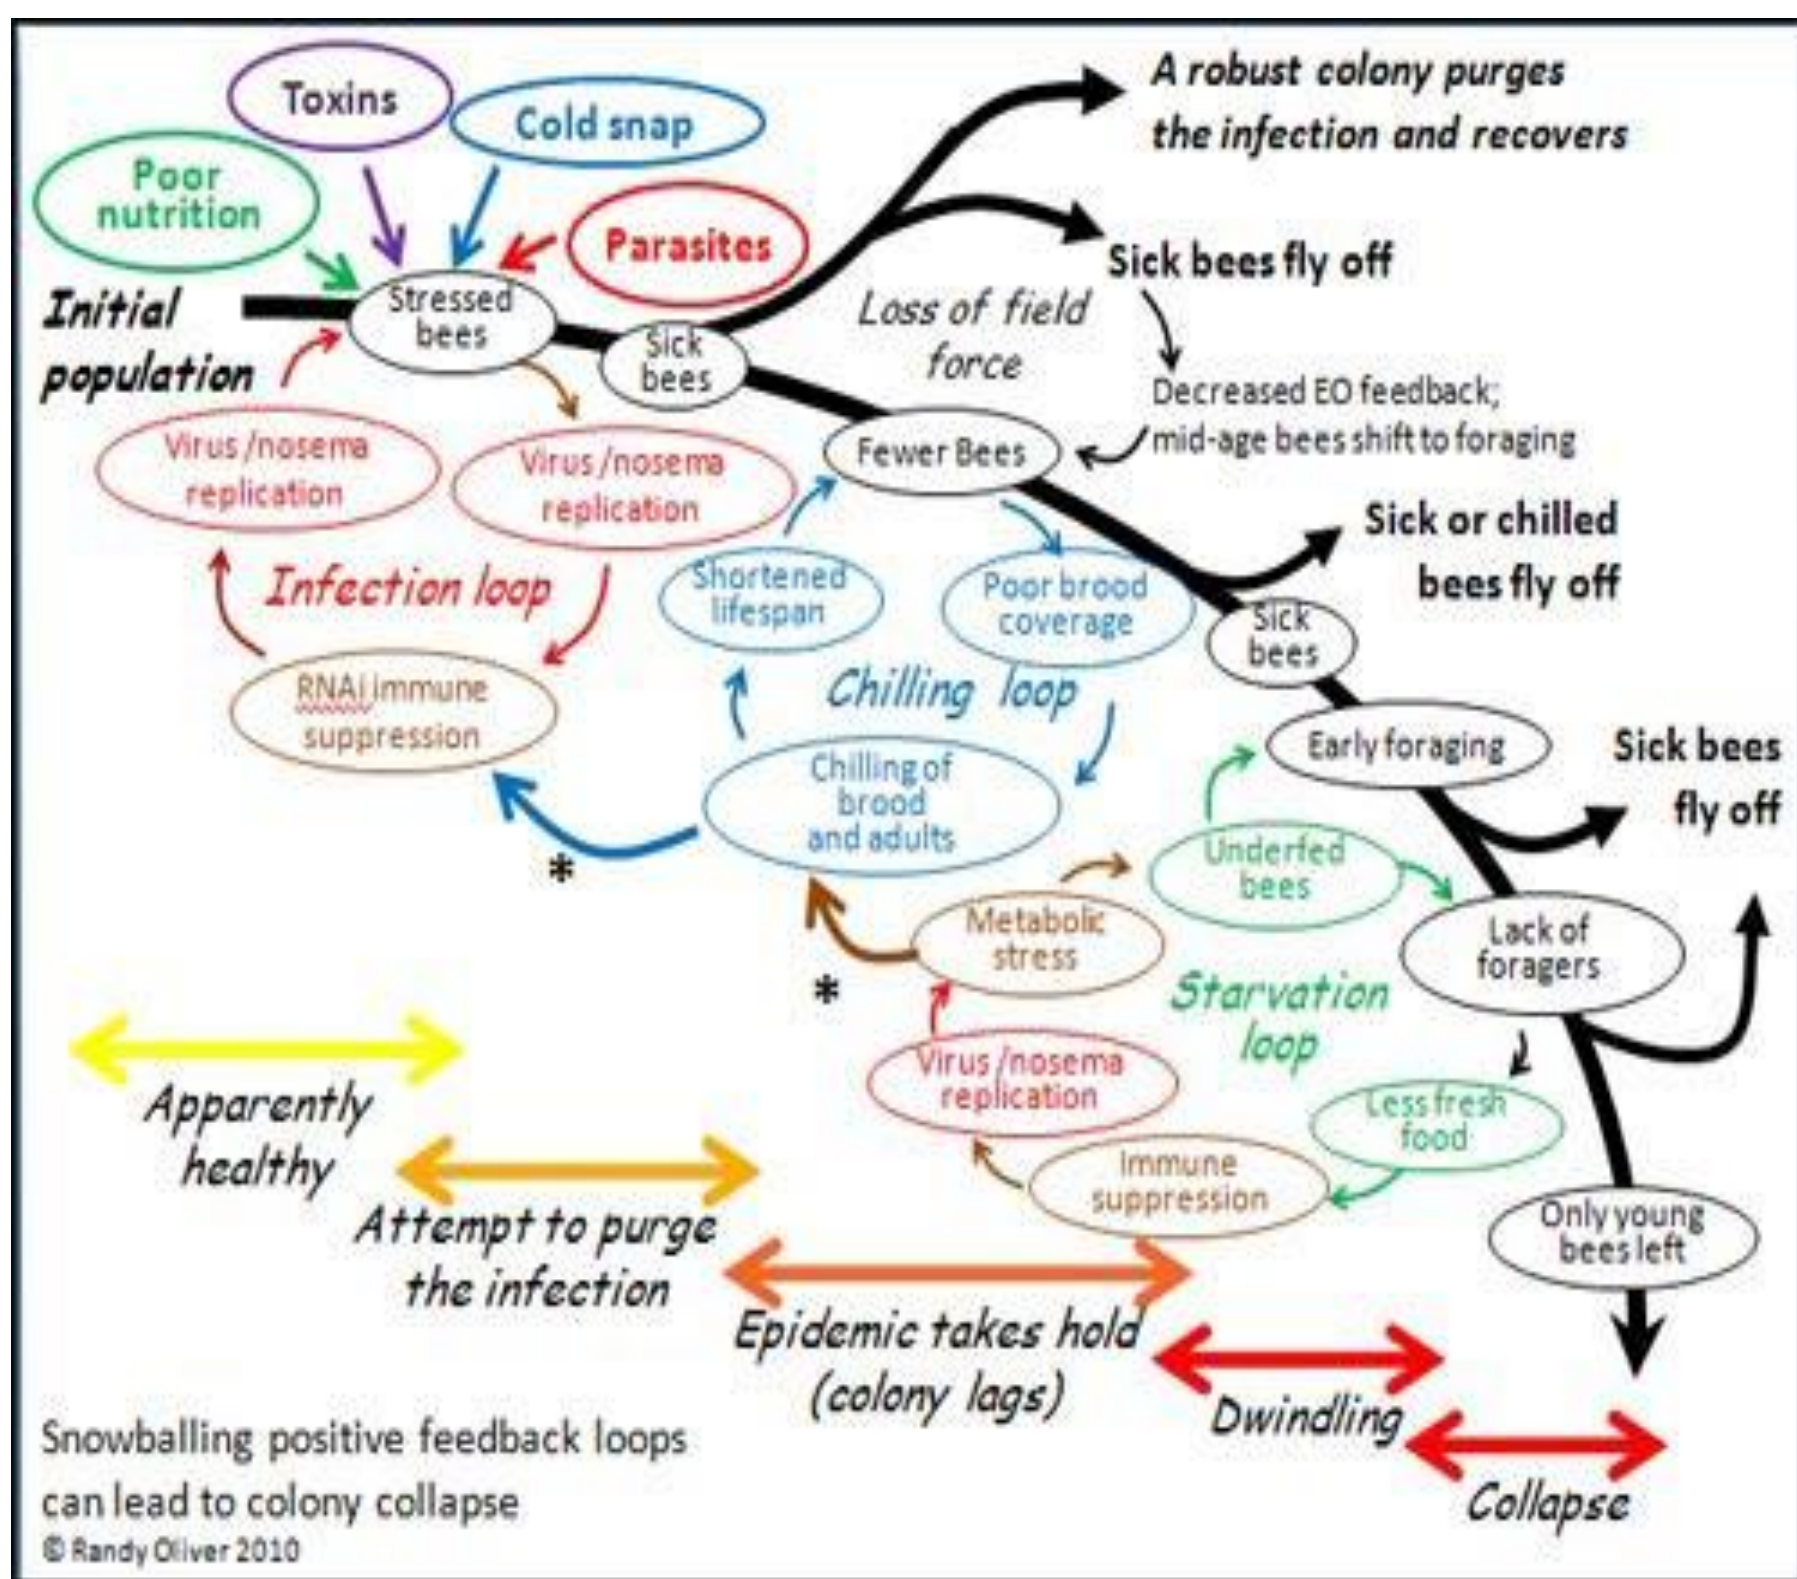 Toxins
Cold snap
Poor
nutrition
Parasites
A robust colony purges
the infection and recovers
Sick bees fly off
Initial
population
Stressed
bees
Sick
bees
Loss of field
force
Decreased EO feedback;
mid-age bees shift to foraging
Fewer Bees
Virus/nosema
replication
Virus/nosema
replication
Infection loop
RNAi immune
suppression
Shortened
lifespan
Poor brood
coverage
Chilling loop
Chilling of
brood
and adults
*
Sick or chilled
bees fly off
Sick
bees
Early foraging
Sick bees
fly off
Underfed
bees
Metabolic
stress
*
Lack of
foragers
Starvation
loop
Virus/nosema
replication
Less fresh
food
Immune
suppression
Only young
bees left
Apparently
healthy
Attempt to purge
the infection
Epidemic takes hold
(colony lags)
Dwindling
Collapse
Snowballing positive feedback loops
can lead to colony collapse
© Randy Oliver 2010